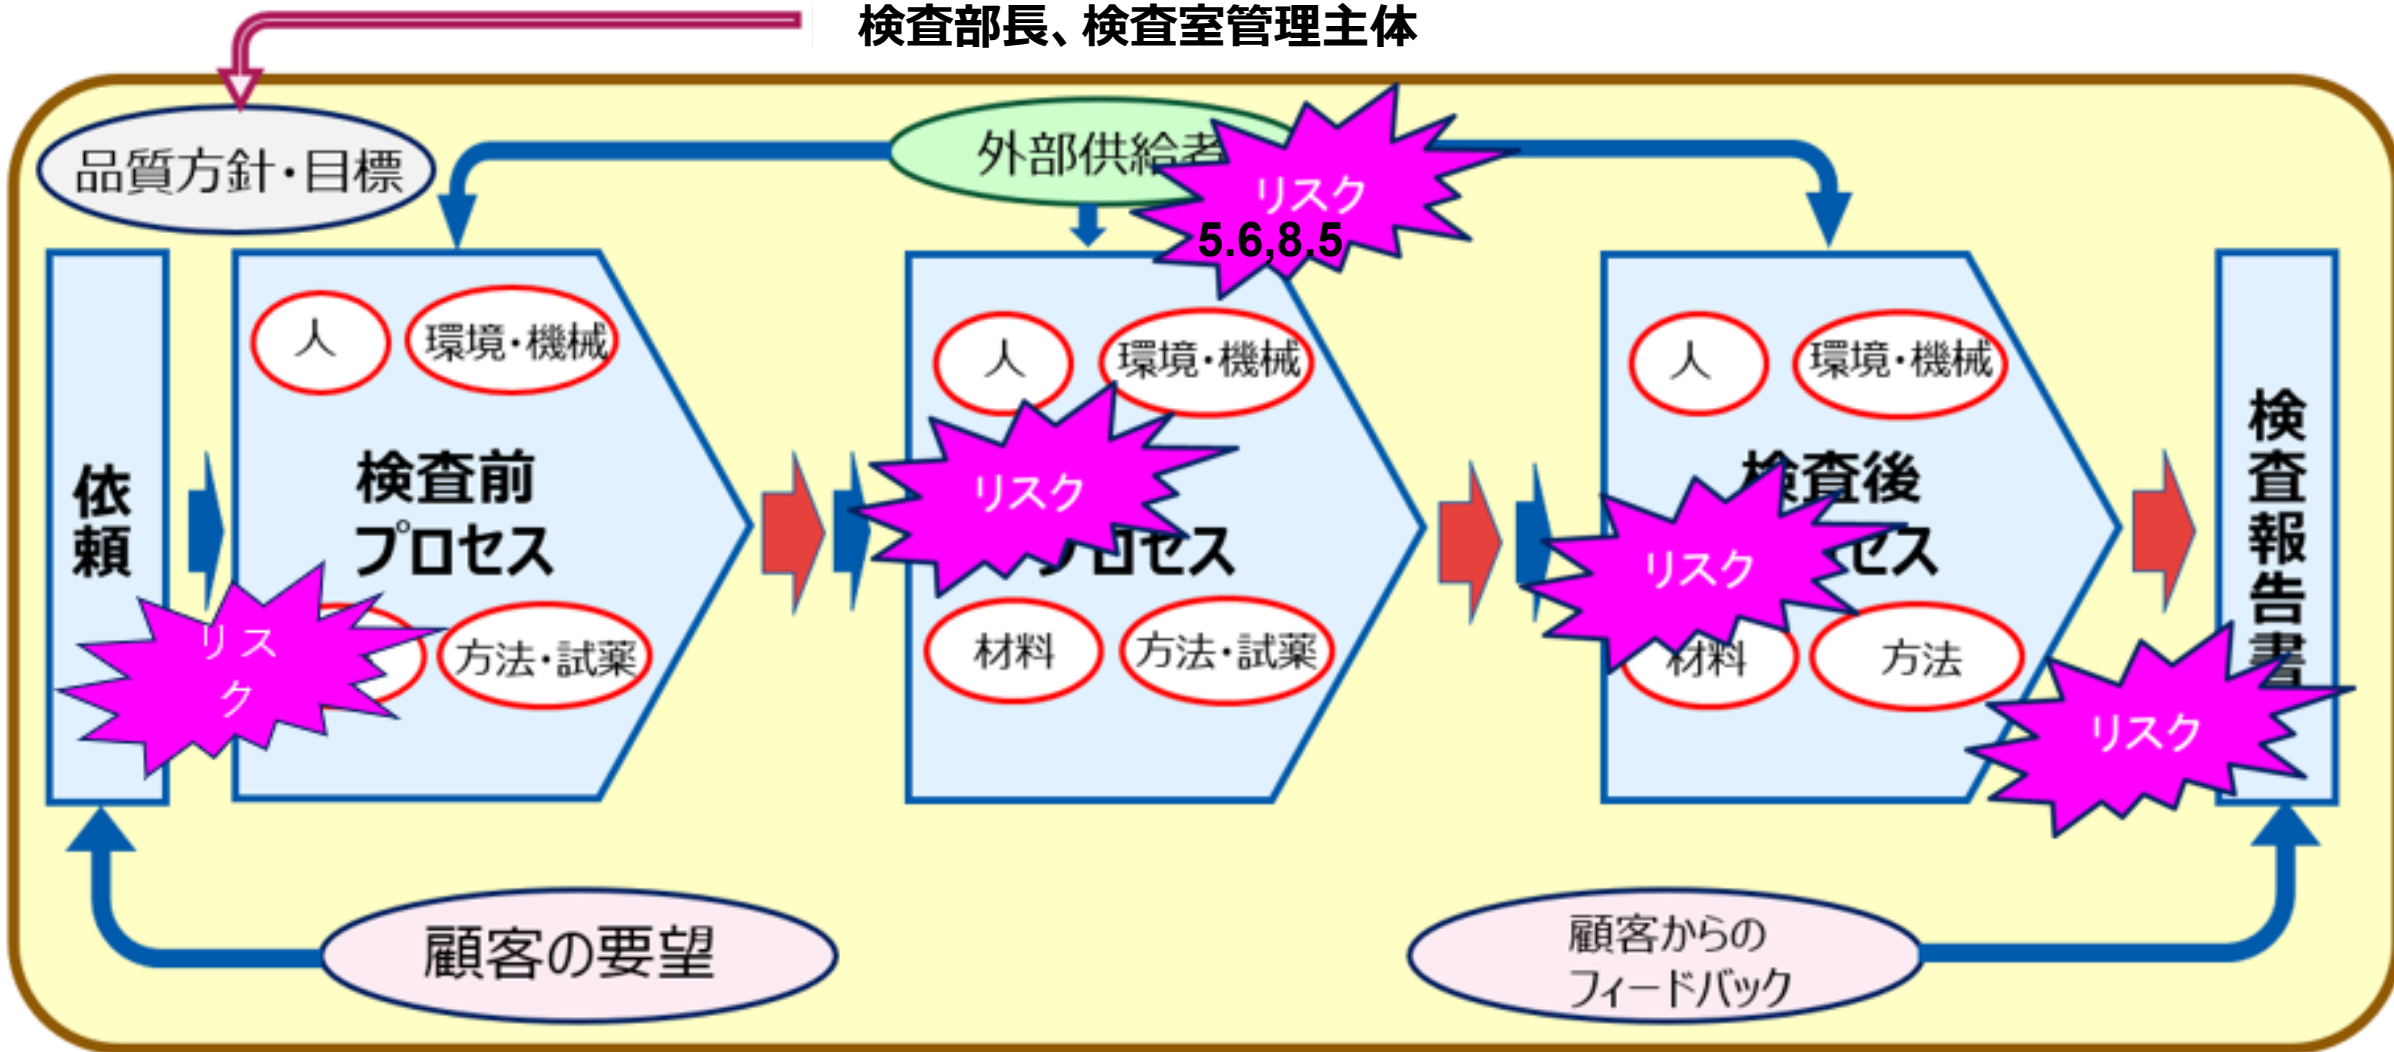 検査部長、検査室管理主体
品質方針・目標
外部供給者
リスク
5.6,8.5
人
環境・機械
人
環境・機械
人
環境・機械
依頼
検査前
プロセス
リスク
プロセス
検査後
セス
リスク
検査報告書
リス
ク
方法・試薬
材料
方法・試薬
材料
方法
リスク
顧客の要望
顧客からの
フィードバック